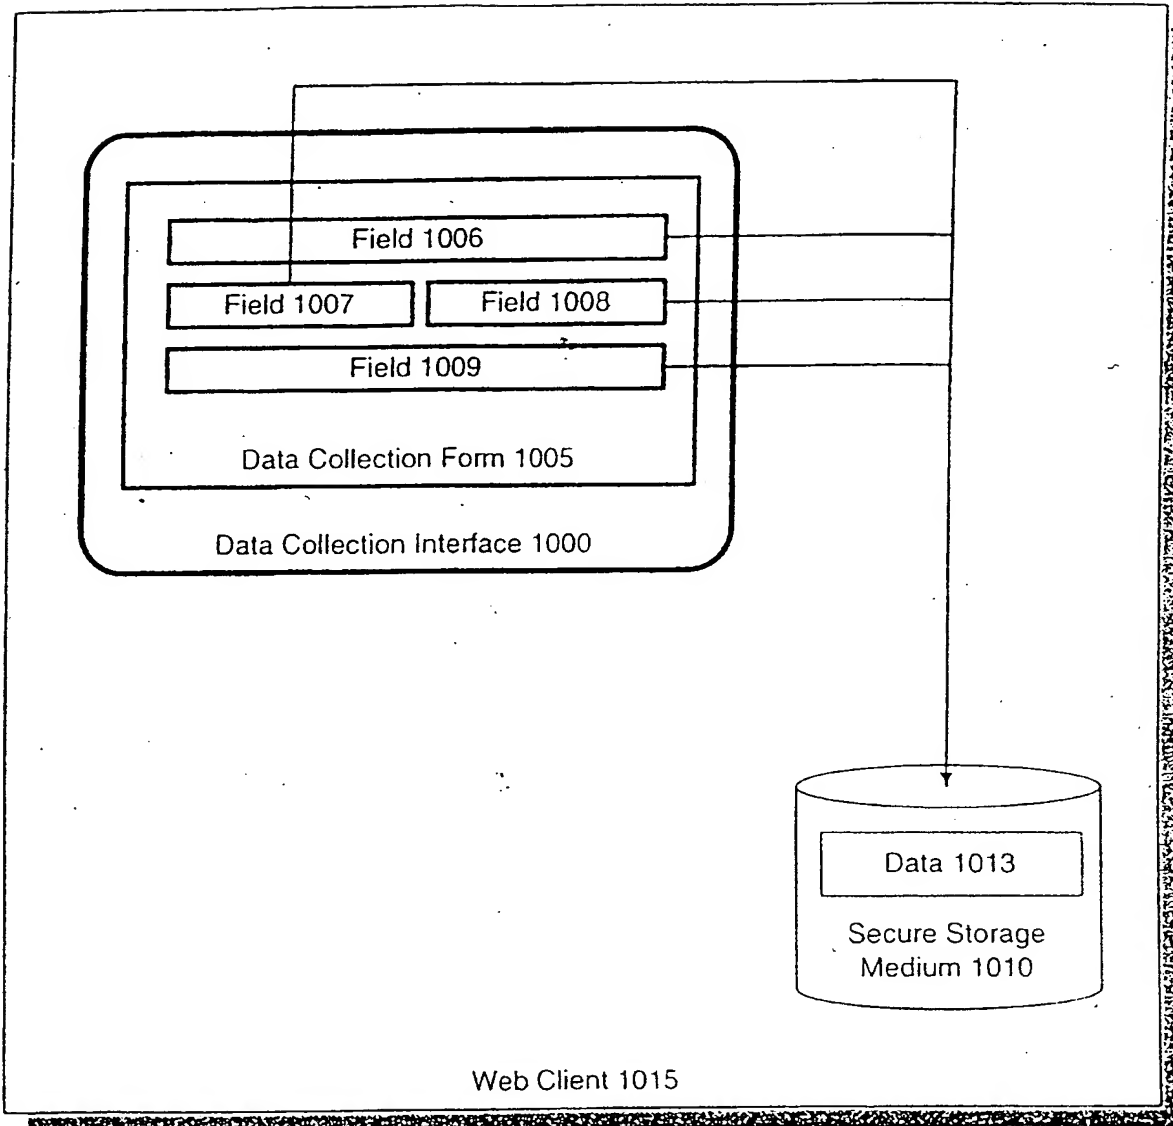 Field 1006
Field 1007
Field 1008
Field 1009
Data Collection Form 1005
Data Collection Interface 1000
Data 1013
Secure Storage
Medium 1010
Web Client 1015